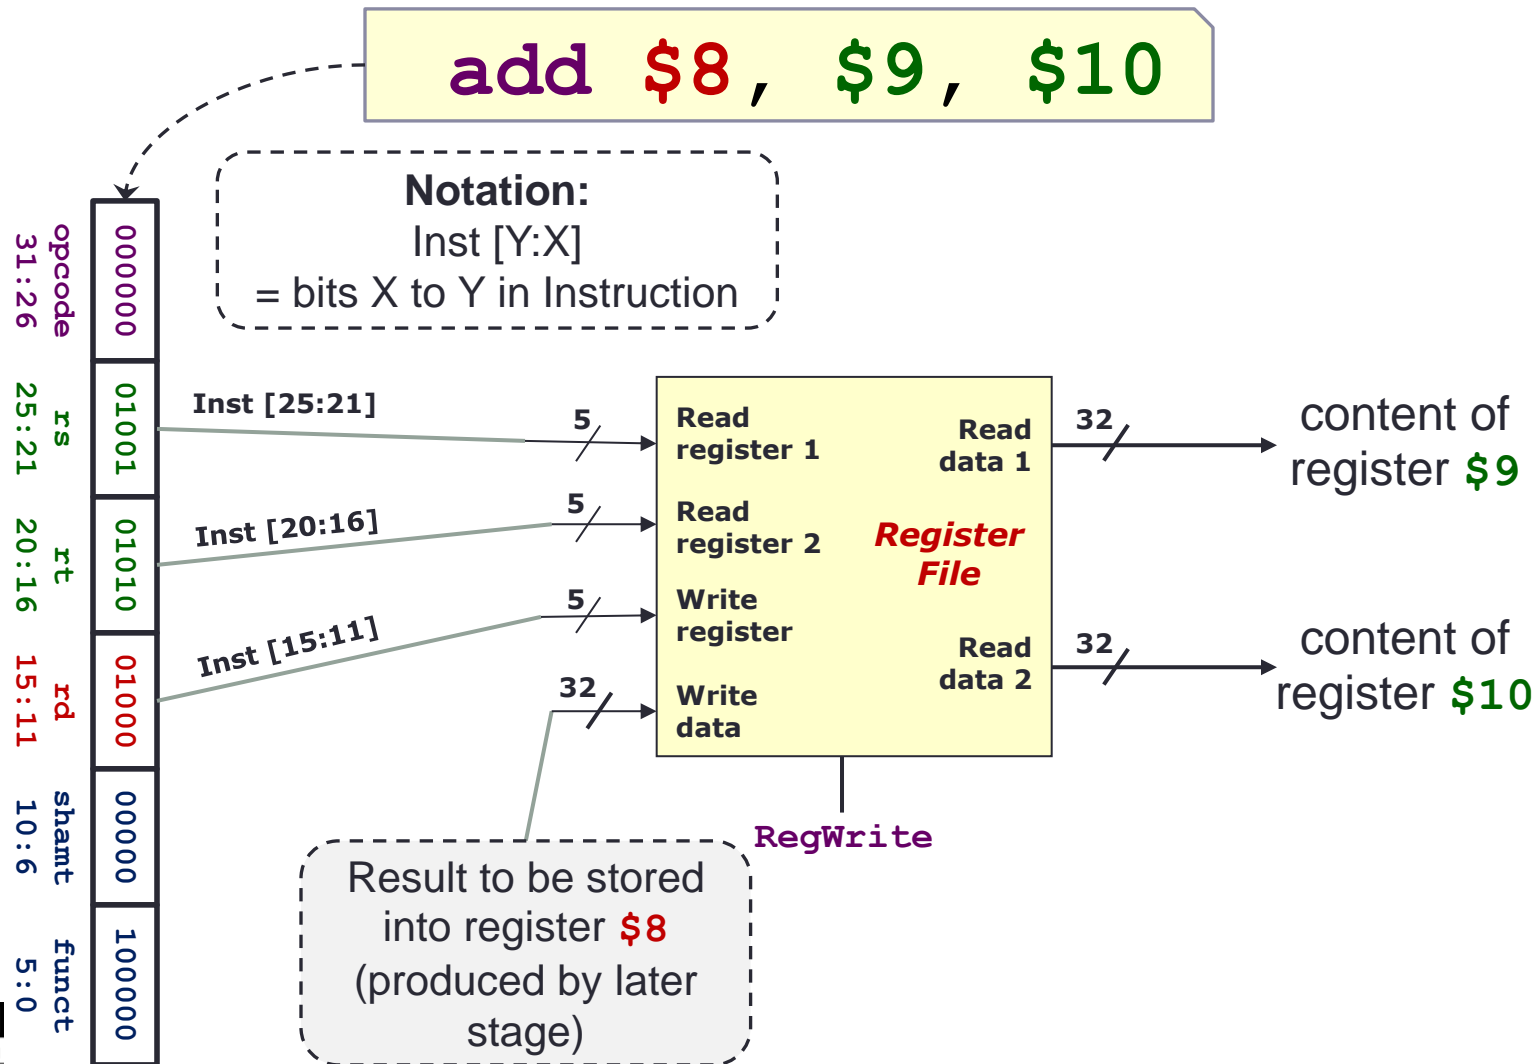 add $8, $9, $10
Notation:
Inst [Y:X]
= bits X to Y in Instruction
opcode
31:26
000000
rs
25:21
01001
rt
20:16
01010
rd
15:11
01000
shamt
10:6
00000
funct
5:0
100000
Inst [25:21]
5
Inst [20:16]
5
Inst [15:11]
5
32
Read
register 1
Read
register 2
Write
register
Write
data
Register
File
Read
data 1
Read
data 2
32
content of
register $9
32
content of
register $10
RegWrite
Result to be stored
into register $8
(produced by later
stage)